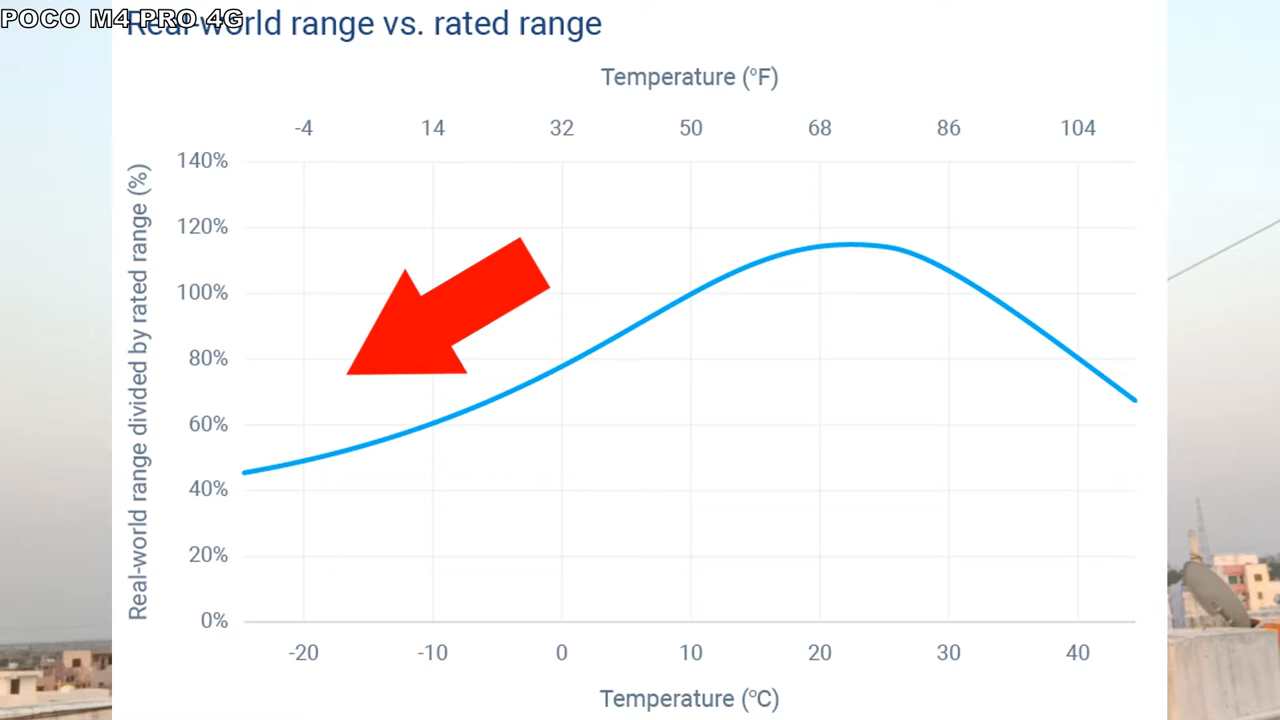 POCO M4 PRO 4G
Real-world range vs. rated range
Temperature (°F)
-4 14 32 50 68 86 104
140%
120%
100%
80%
60%
40%
20%
0%
Real-world range divided by rated range (%)
-20 -10 0 10 20 30 40
Temperature (°C)